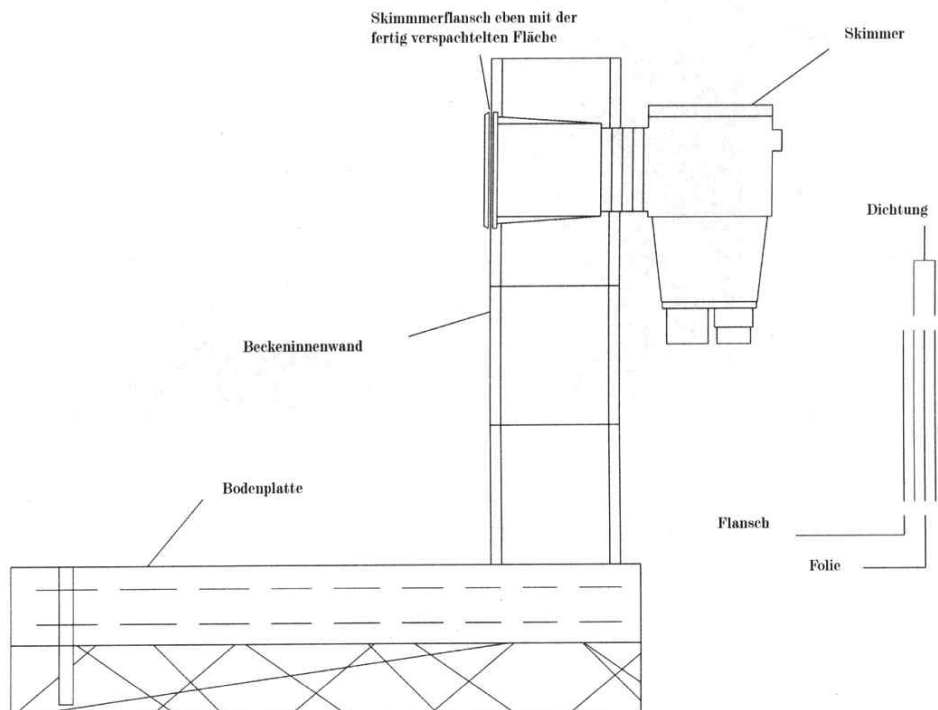 Skimmmerflansch eben mit der
fertig verspachtelten Fläche
Skimmer
Dichtung
Beckeninnenwand
Bodenplatte
Flansch
Folie